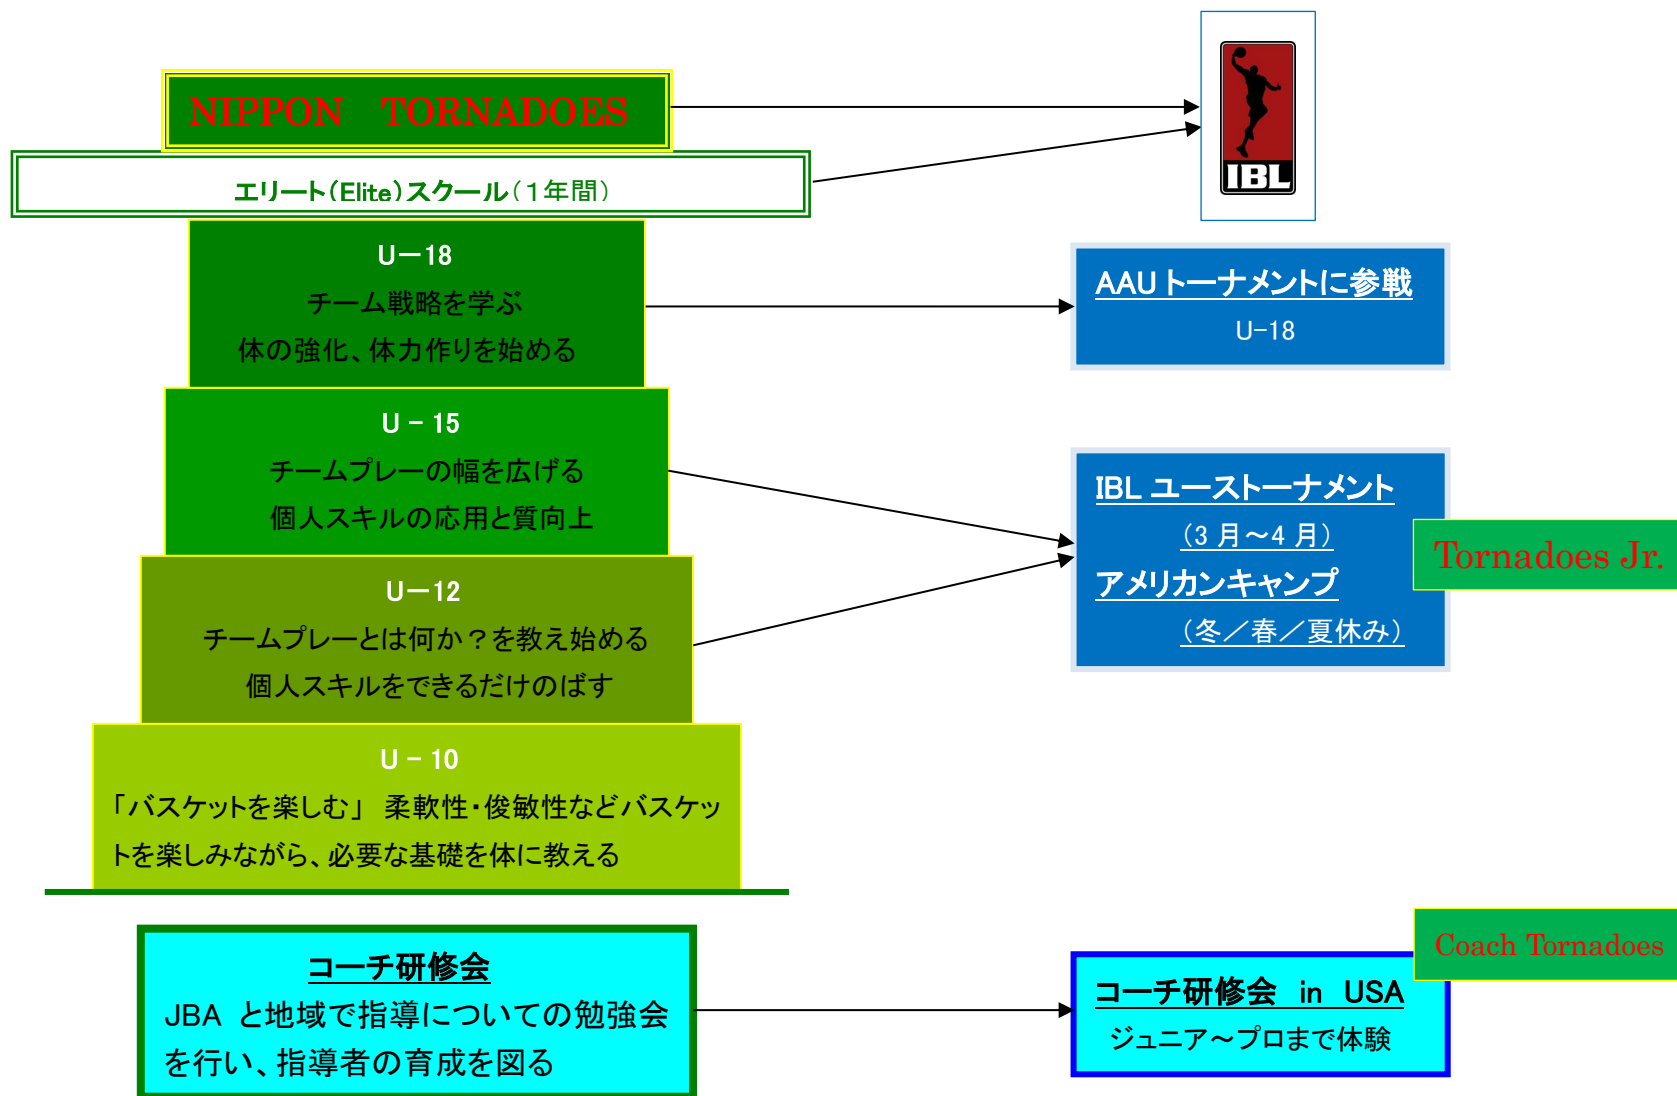 NIPPON　TORNADOES
エリート（Elite）スクール（１年間）
IBL
U－18
チーム戦略を学ぶ
体の強化、体力作りを始める
AAU トーナメントに参戦
U−18
U − 15
チームプレーの幅を広げる
個人スキルの応用と質向上
IBL ユーストーナメント
（3 月～4 月）
アメリカンキャンプ
（冬／春／夏休み）
Tornadoes Jr.
U－12
チームプレーとは何か？を教え始める
個人スキルをできるだけのばす
U − 10
「バスケットを楽しむ」 柔軟性・俊敏性などバスケッ
トを楽しみながら、必要な基礎を体に教える
コーチ研修会
JBA と地域で指導についての勉強会
を行い、指導者の育成を図る
Coach Tornadoes
コーチ研修会　in　USA
ジュニア～プロまで体験